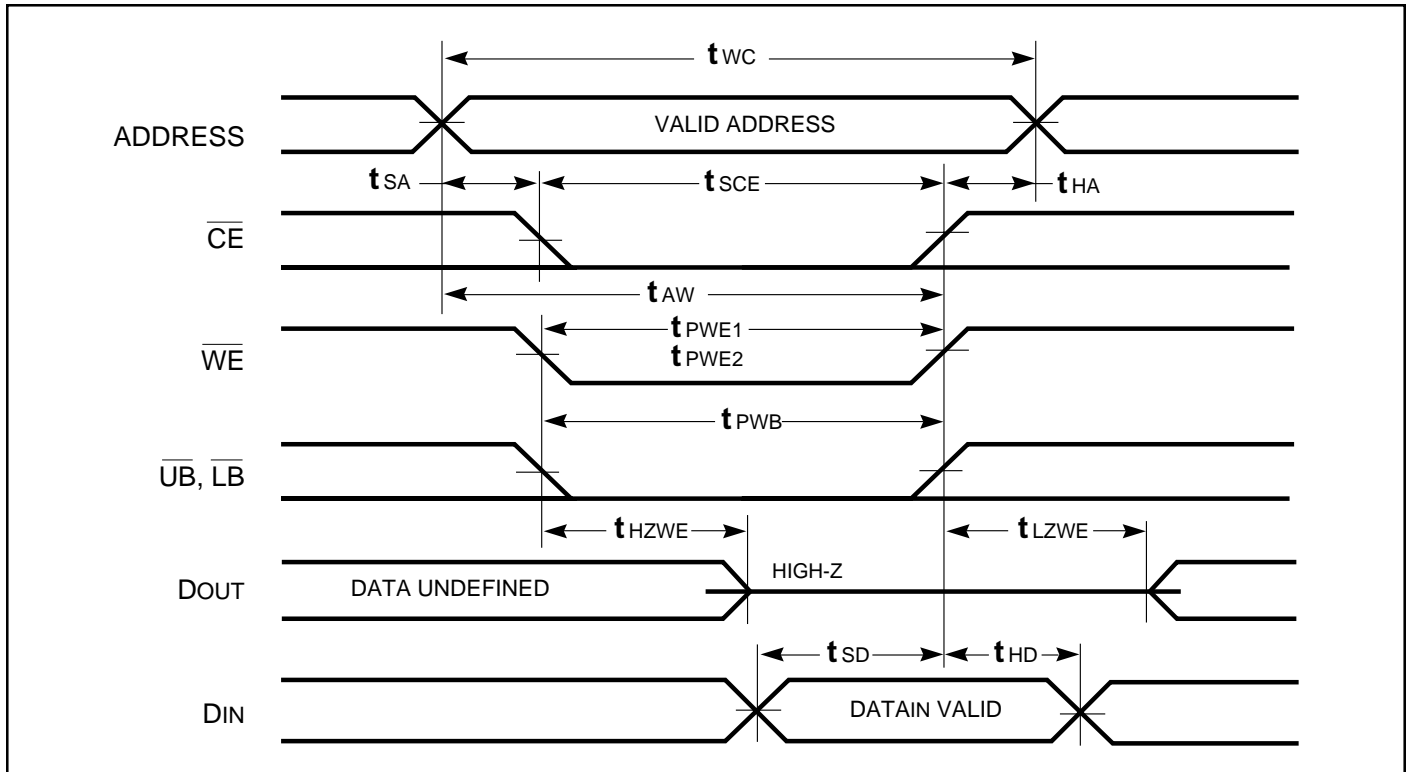 tWC
ADDRESS
VALID ADDRESS
tSA
tSCE
tHA
CE
tAW
tPWE1
WE
tPWE2
tPWB
UB, LB
tHZWE
tLZWE
HIGH-Z
DOUT
DATA UNDEFINED
tSD
tHD
DIN
DATAIN VALID